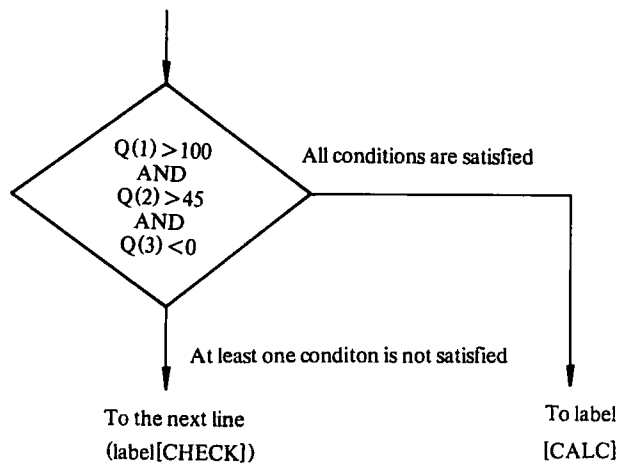 Q(1) >100
AND
Q(2) >45
AND
Q(3) <0
All conditions are satisfied
At least one conditon is not satisfied
To the next line
(label[CHECK])
To label
[CALC]